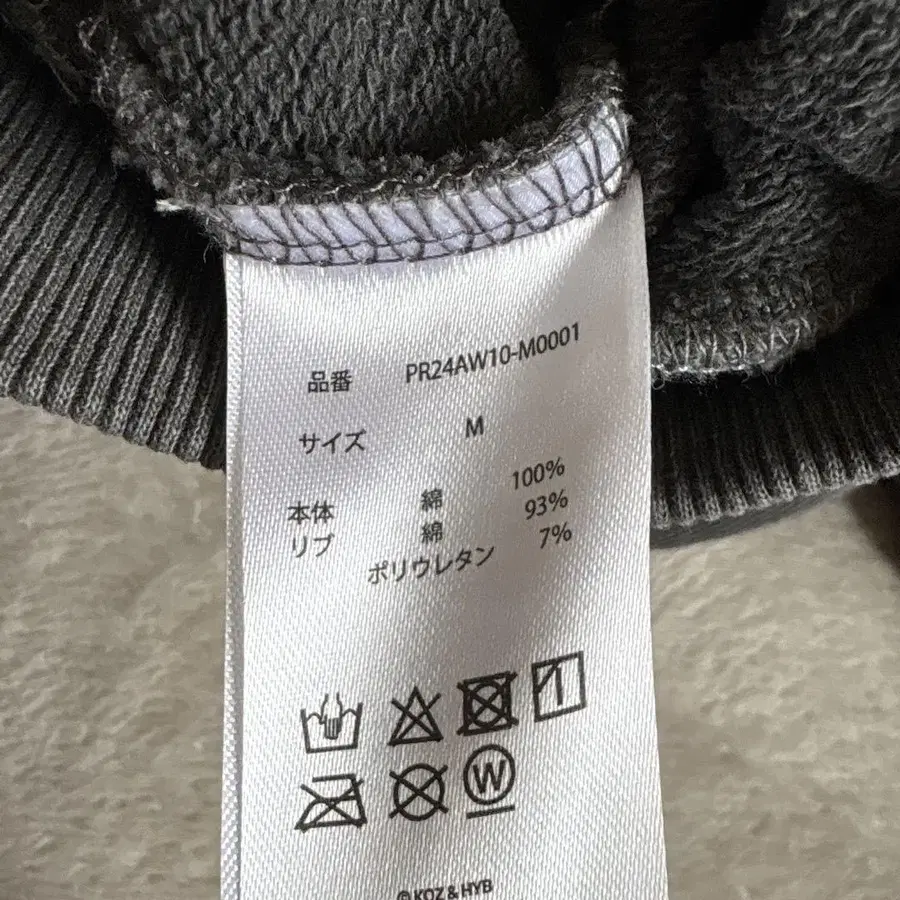 品番 PR24AW10-M0001
サイズ M
本体 綿 100%
リブ 綿 93%
ポリウレタン 7%
W
© KOZ & HYB